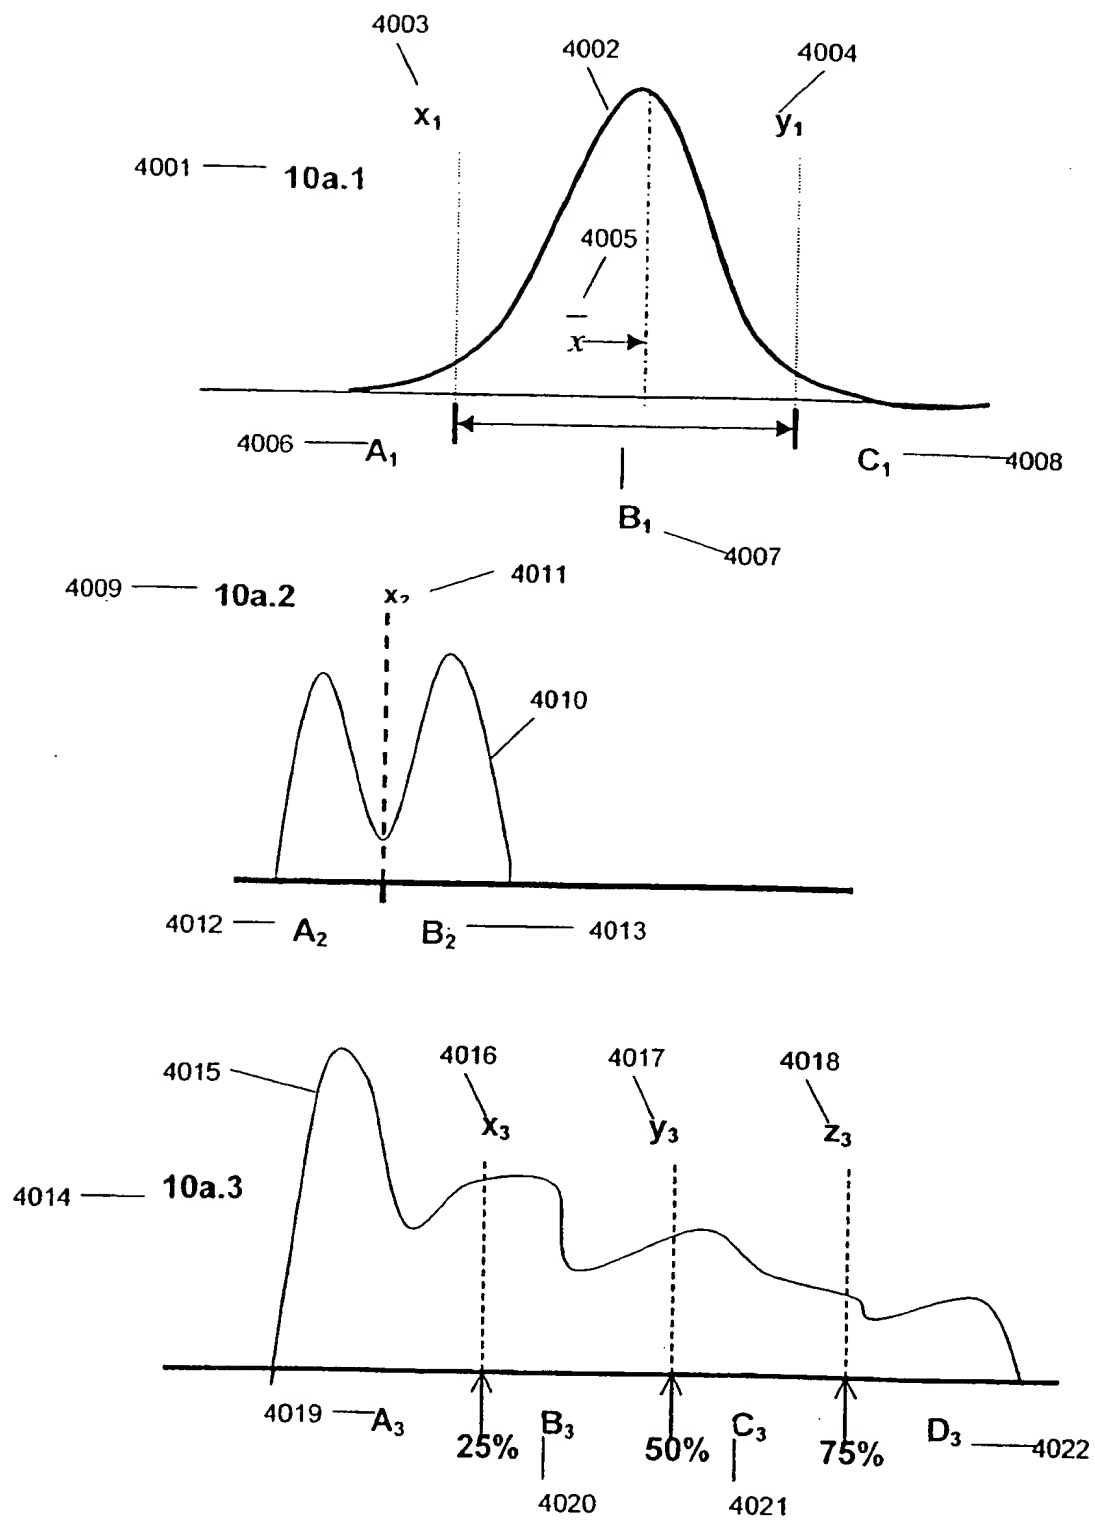 4003
4002
4004
x₁
y₁
4001
10a.1
4005
x̄
4006
A₁
C₁
4008
B₁
4007
4009
10a.2
x₂
4011
4010
4012
A₂
B₂
4013
4015
4016
4017
4018
x₃
y₃
z₃
4014
10a.3
4019
A₃
B₃
C₃
D₃
4022
25%
50%
75%
4020
4021